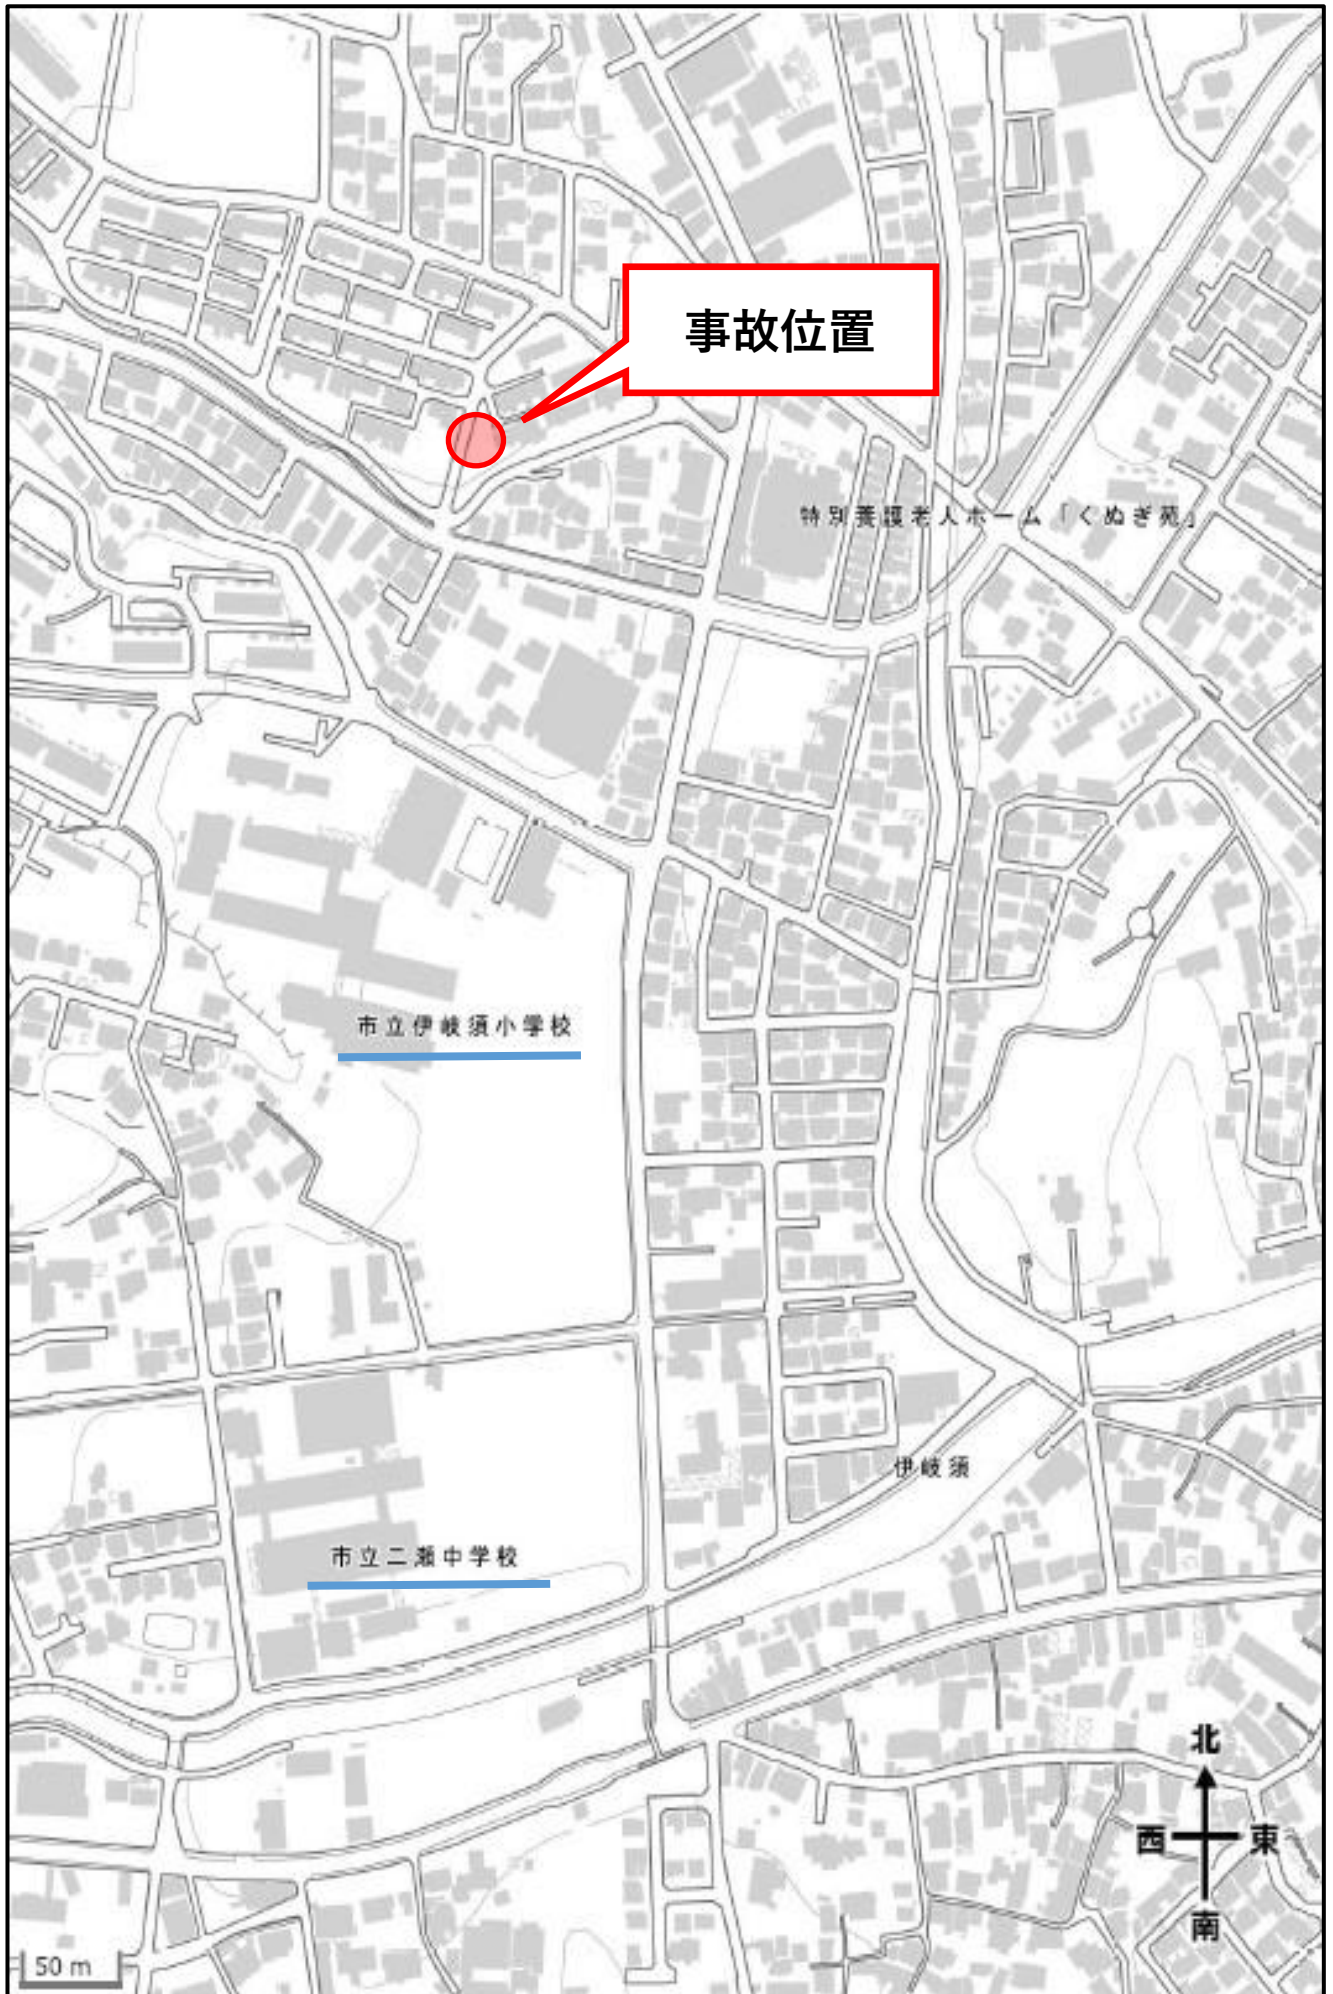 事故位置
特別養護老人ホーム「くぬぎ苑」
市立伊岐須小学校
伊岐須
市立二瀬中学校
北
西 東
南
50 m